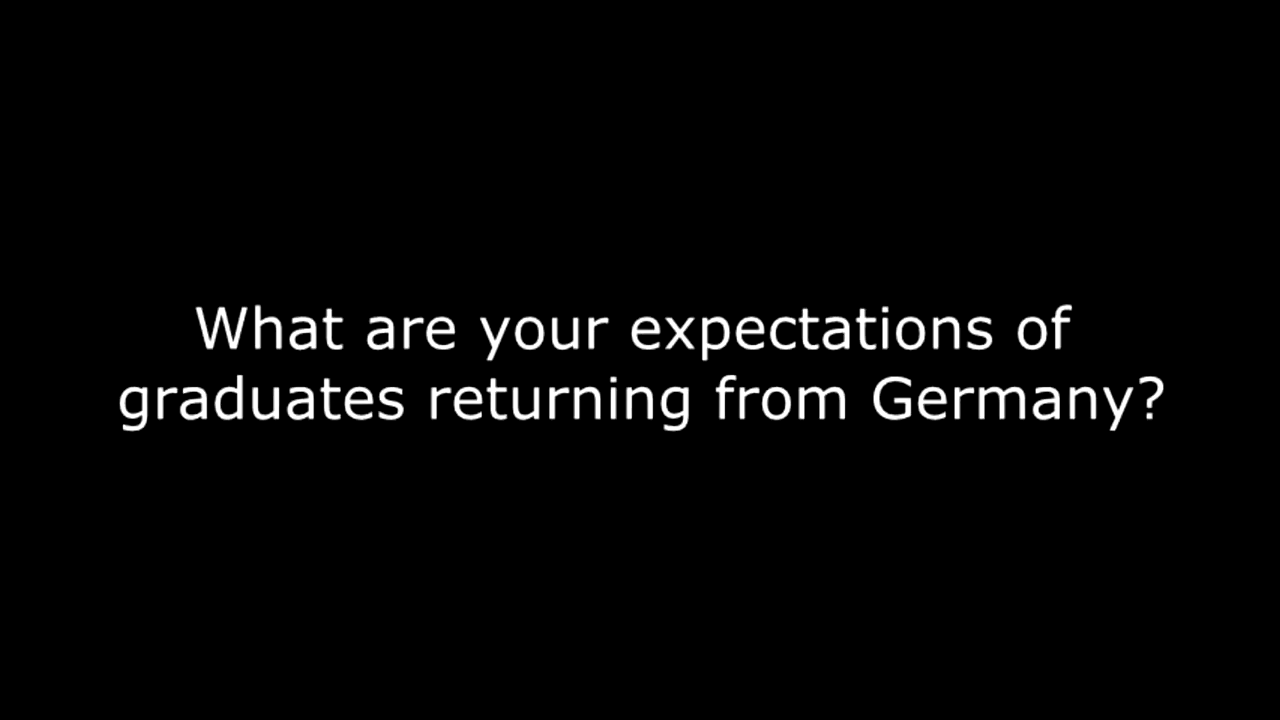 What are your expectations of
graduates returning from Germany?